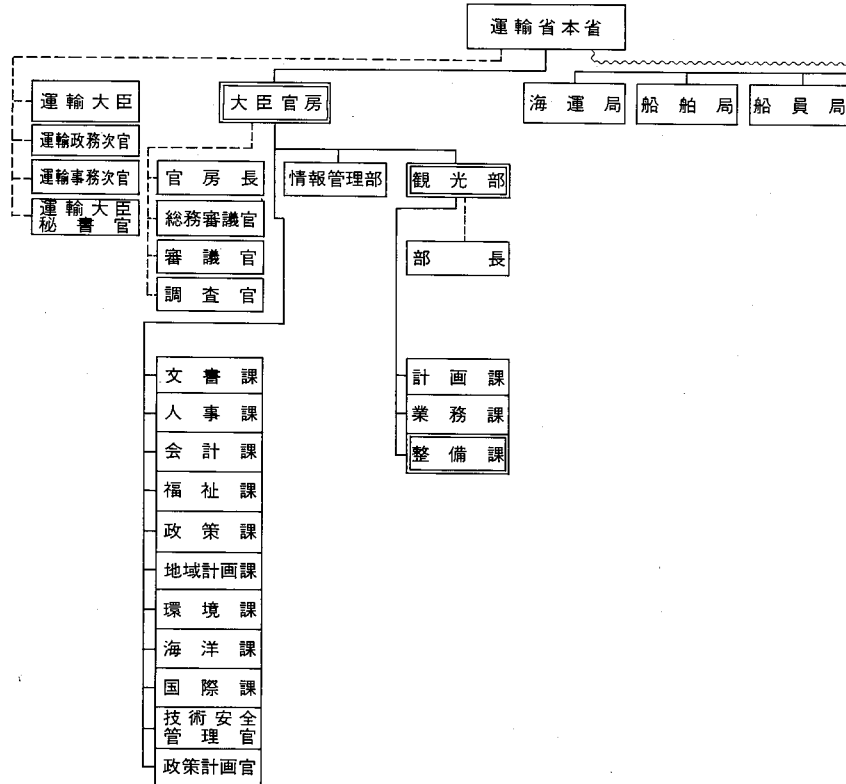 運輸省本省
大臣官房
海運局
船舶局
船員局
運輸大臣
運輸政務次官
運輸事務次官
運輸大臣
秘書官
官房長
総務審議官
審議官
調査官
情報管理部
観光部
部長
文書課
人事課
会計課
福祉課
政策課
地域計画課
環境課
海洋課
国際課
技術安全
管理官
政策計画官
計画課
業務課
整備課